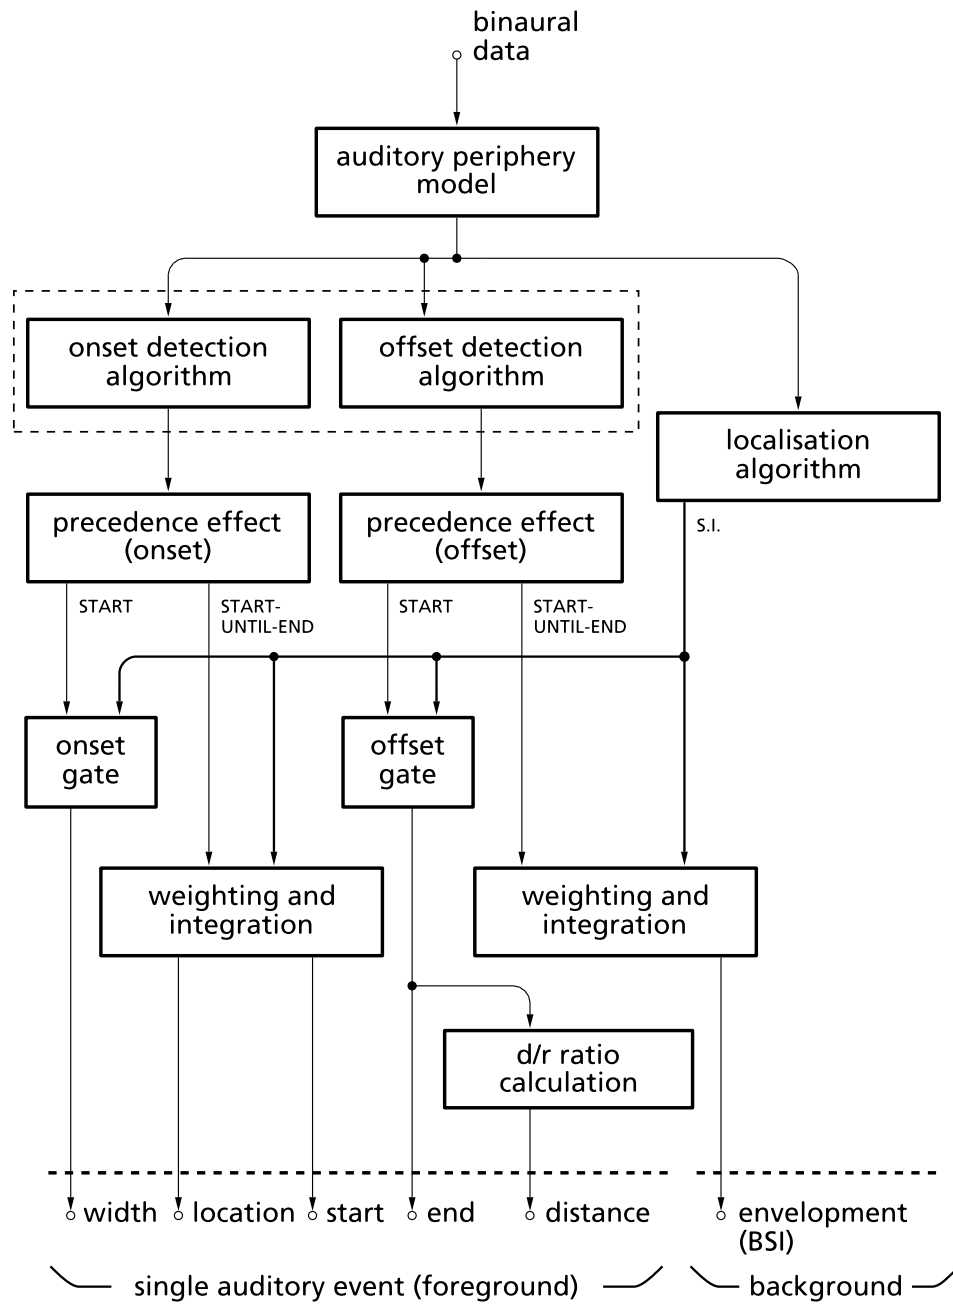 binaural
data
auditory periphery
model
onset detection
algorithm
offset detection
algorithm
localisation
algorithm
precedence effect
(onset)
precedence effect
(offset)
S.I.
START
START-
UNTIL-END
START
START-
UNTIL-END
onset
gate
offset
gate
weighting and
integration
weighting and
integration
d/r ratio
calculation
width
location
start
end
distance
envelopment
(BSI)
single auditory event (foreground)
background